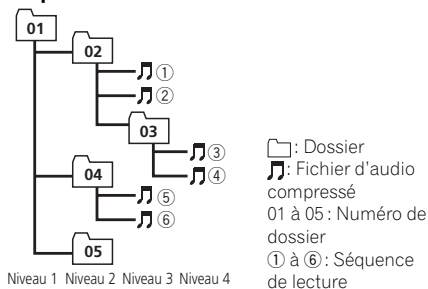 01
02
①
②
03
③
④
04
⑤
⑥
05
Niveau 1 Niveau 2 Niveau 3 Niveau 4
: Dossier
: Fichier d'audio
compressé
01 à 05 : Numéro de
dossier
① à ⑥ : Séquence
de lecture